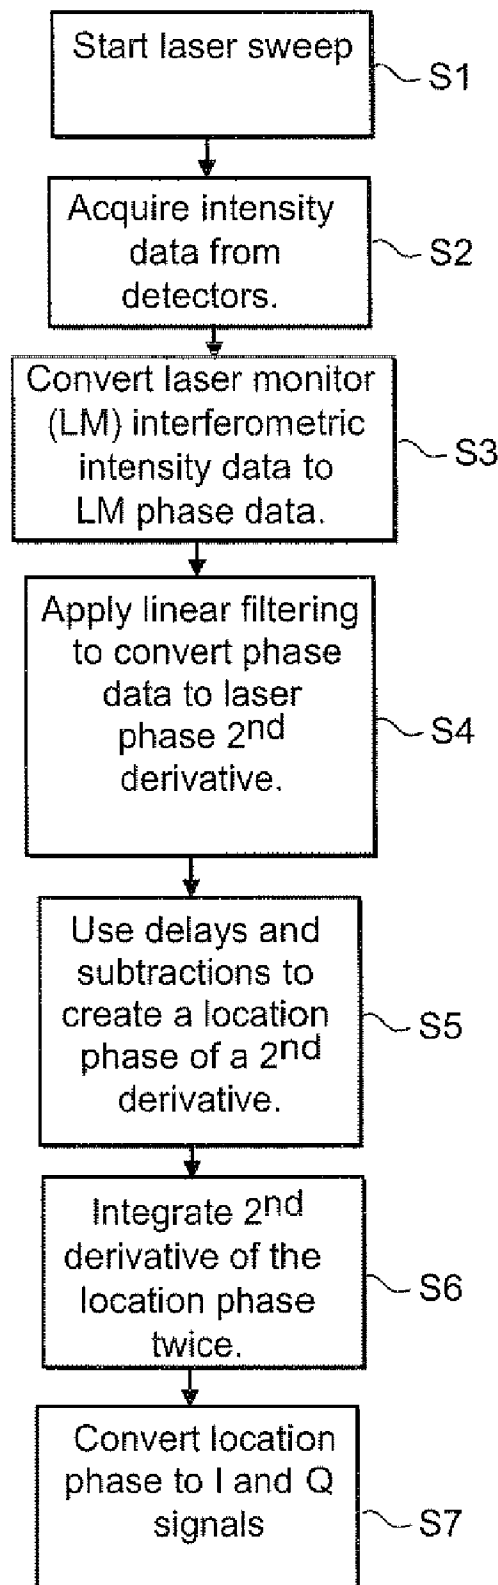 Start laser sweep
S1
Acquire intensity
data from
detectors.
S2
Convert laser monitor
(LM) interferometric
intensity data to
LM phase data.
S3
Apply linear filtering
to convert phase
data to laser
phase 2nd
derivative.
S4
Use delays and
subtractions to
create a location
phase of a 2nd
derivative.
S5
Integrate 2nd
derivative of the
location phase
twice.
S6
Convert location
phase to I and Q
signals
S7